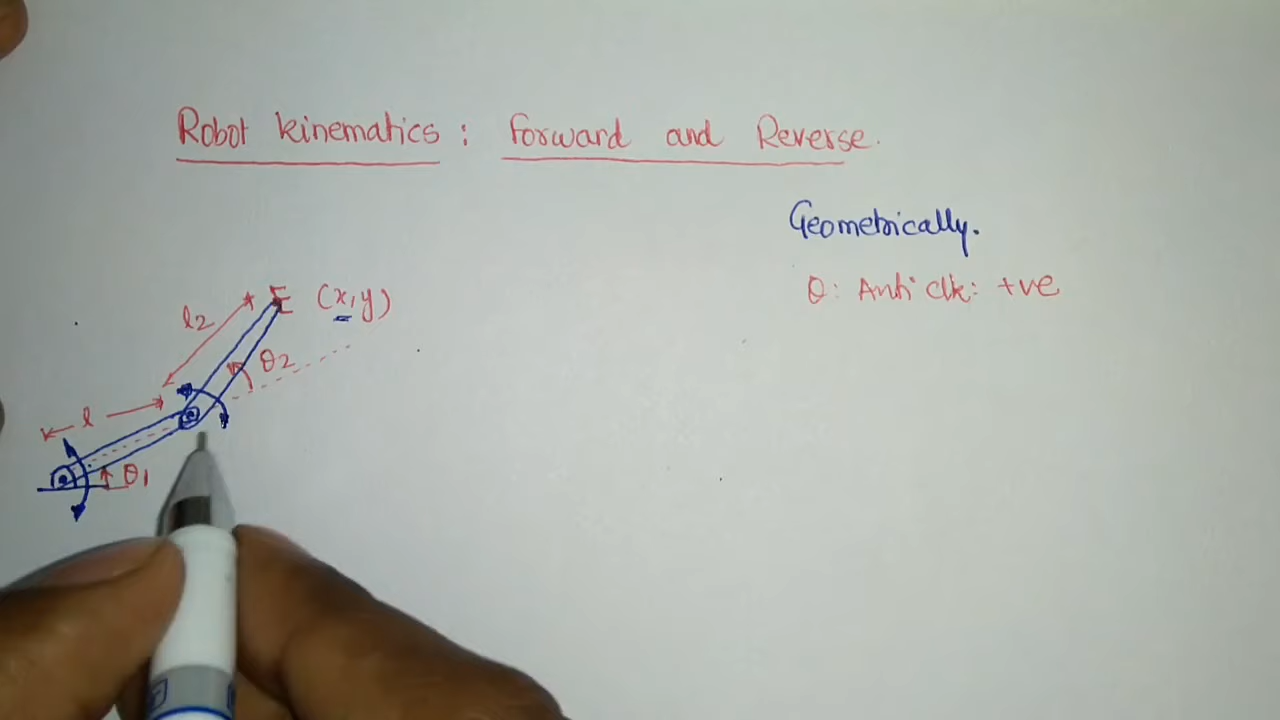 Robot kinematics: Forward and Reverse.
Geometrically.
θ: Anti clk: +ve
E (x,y)
l2
θ2
l
θ1